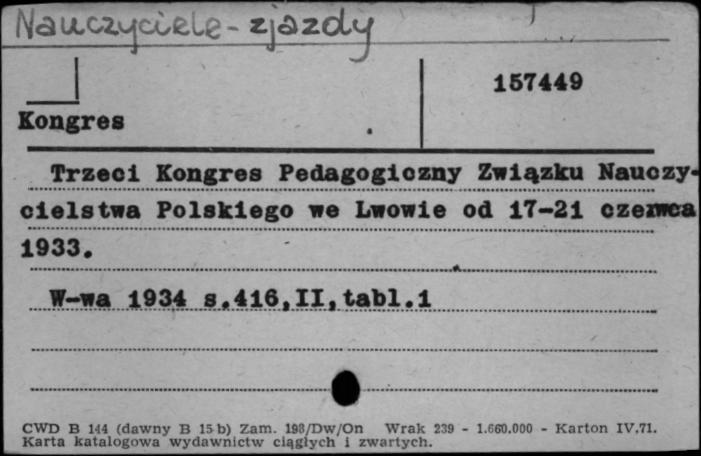 Nauczyciele - zjazdy
157449
Kongres
Trzeci Kongres Pedagogiczny Związku Nauczy-
cielstwa Polskiego we Lwowie od 17-21 czerwca
1933.
W-wa 1934 s.416,II,tabl.1
CWD B 144 (dawny B 15 b) Zam. 198/Dw/On Wrak 239 - 1.660.000 - Karton IV.71.
Karta katalogowa wydawnictw ciągłych i zwartych.